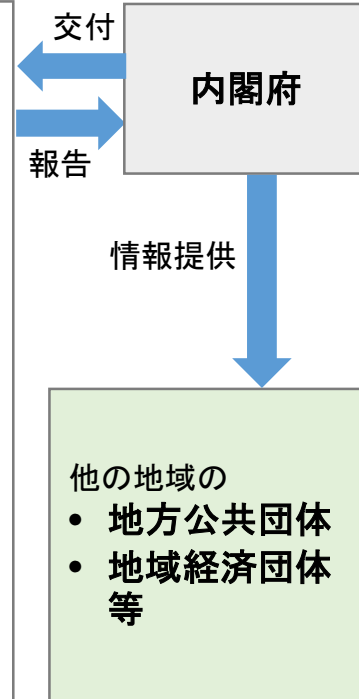 交付
内閣府
報告
情報提供
他の地域の
• 地方公共団体
• 地域経済団体
等